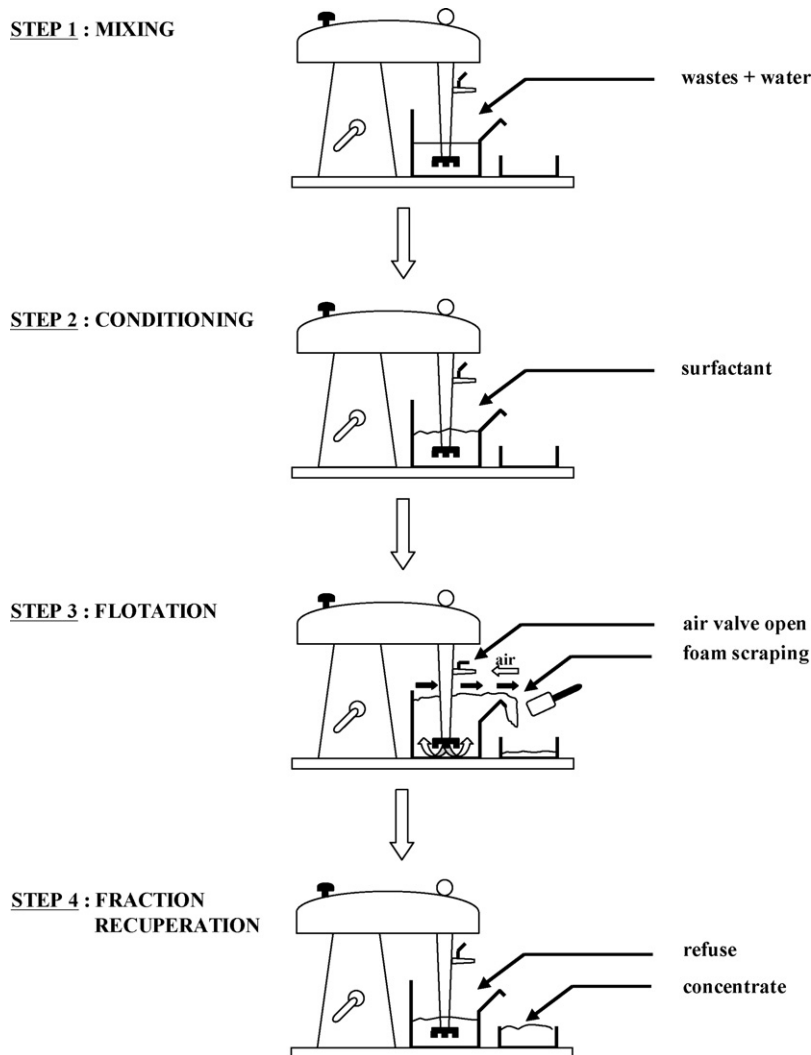 STEP 1 : MIXING
wastes + water
STEP 2 : CONDITIONING
surfactant
STEP 3 : FLOTATION
air valve open
air
foam scraping
STEP 4 : FRACTION
RECUPERATION
refuse
concentrate